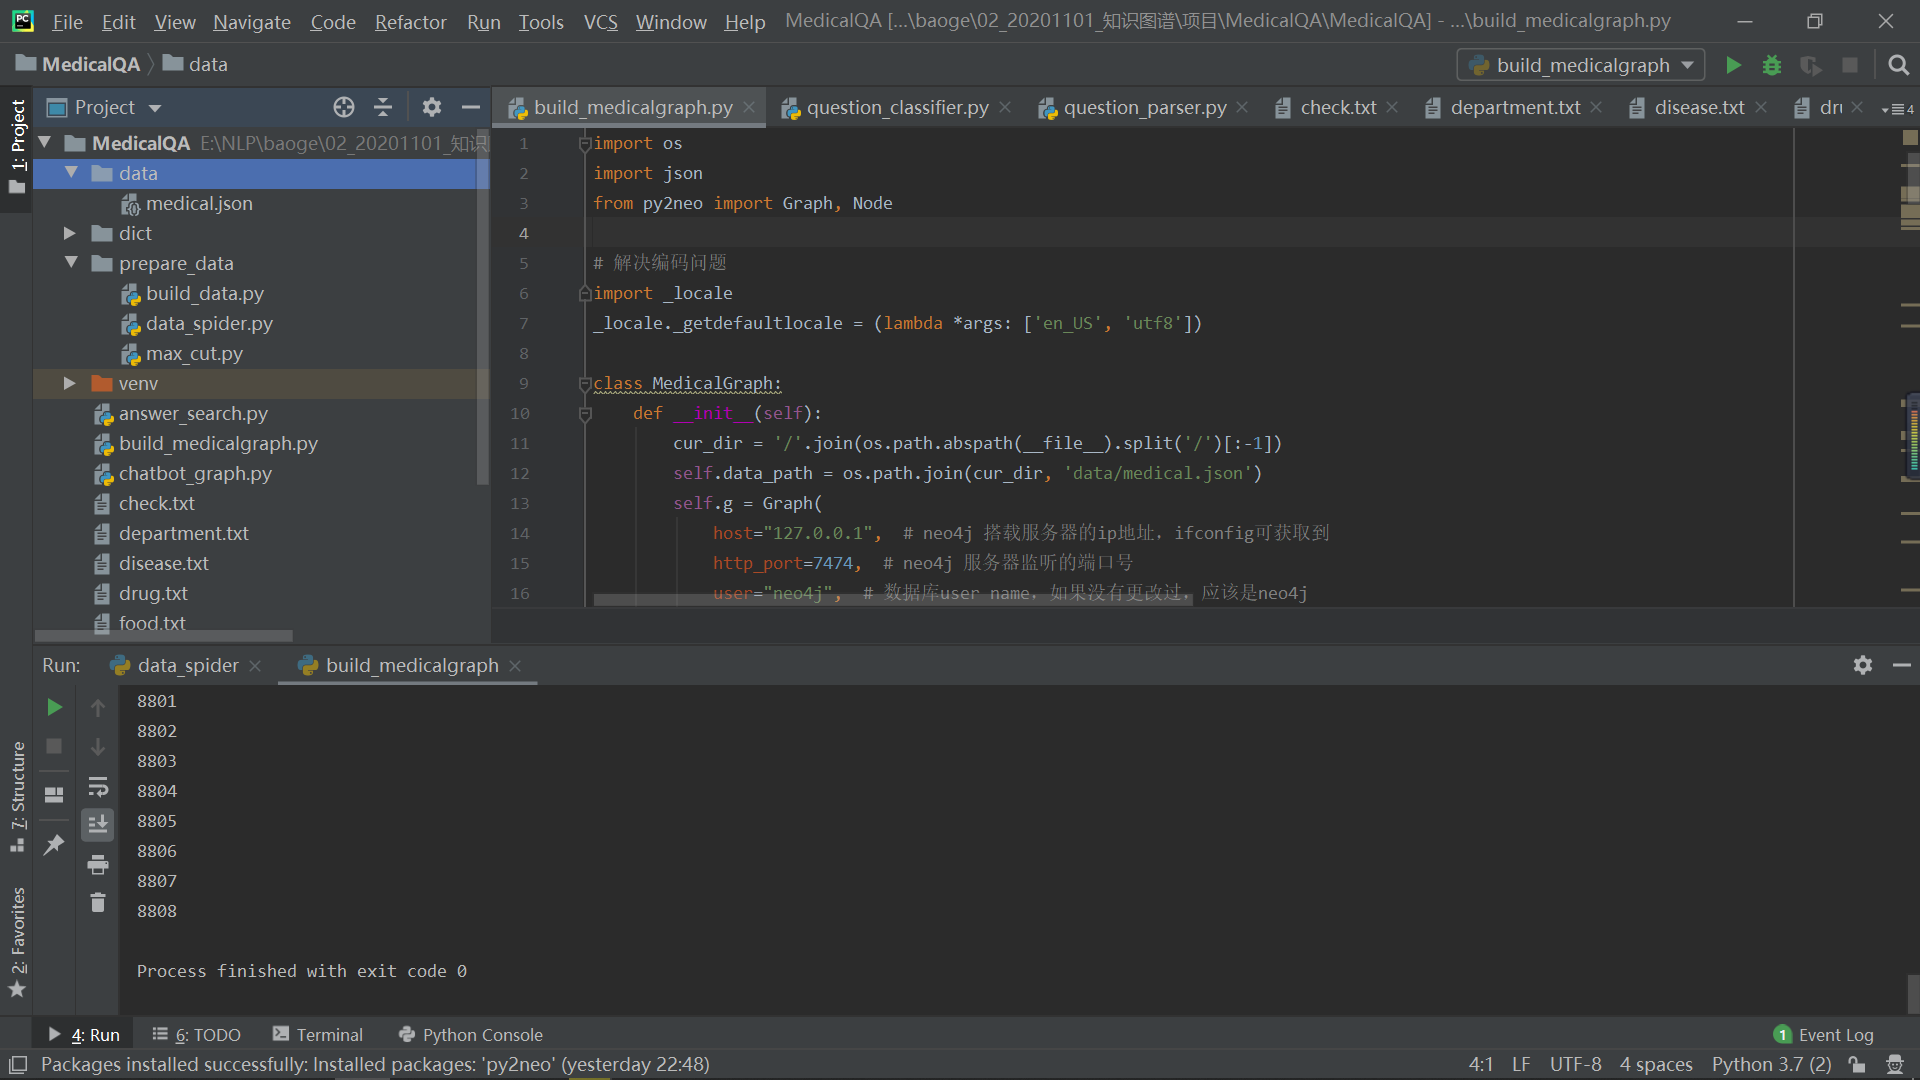 File Edit View Navigate Code Refactor Run Tools VCS Window Help MedicalQA [...\baoge\02_20201101_知识图谱\项目\MedicalQA\MedicalQA] - ...\build_medicalgraph.py
MedicalQA data
build_medicalgraph
1: Project
Project
build_medicalgraph.py question_classifier.py question_parser.py check.txt department.txt disease.txt dr 4
MedicalQA E:\NLP\baoge\02_20201101_知识
data
medical.json
dict
prepare_data
build_data.py
data_spider.py
max_cut.py
venv
answer_search.py
build_medicalgraph.py
chatbot_graph.py
check.txt
department.txt
disease.txt
drug.txt
food.txt
1 import os
2 import json
3 from py2neo import Graph, Node
4
5 # 解决编码问题
6 import _locale
7 _locale._getdefaultlocale = (lambda *args: ['en_US', 'utf8'])
8
9 class MedicalGraph:
10 def __init__(self):
11 cur_dir = '/'.join(os.path.abspath(__file__).split('/')[:-1])
12 self.data_path = os.path.join(cur_dir, 'data/medical.json')
13 self.g = Graph(
14 host="127.0.0.1", # neo4j 搭载服务器的ip地址，ifconfig可获取到
15 http_port=7474, # neo4j 服务器监听的端口号
16 user="neo4j", # 数据库user name，如果没有更改过，应该是neo4j
Run: data_spider build_medicalgraph
8801
8802
8803
8804
8805
8806
8807
8808
Process finished with exit code 0
7: Structure
2: Favorites
4: Run 6: TODO Terminal Python Console 1 Event Log
Packages installed successfully: Installed packages: 'py2neo' (yesterday 22:48) 4:1 LF UTF-8 4 spaces Python 3.7 (2)